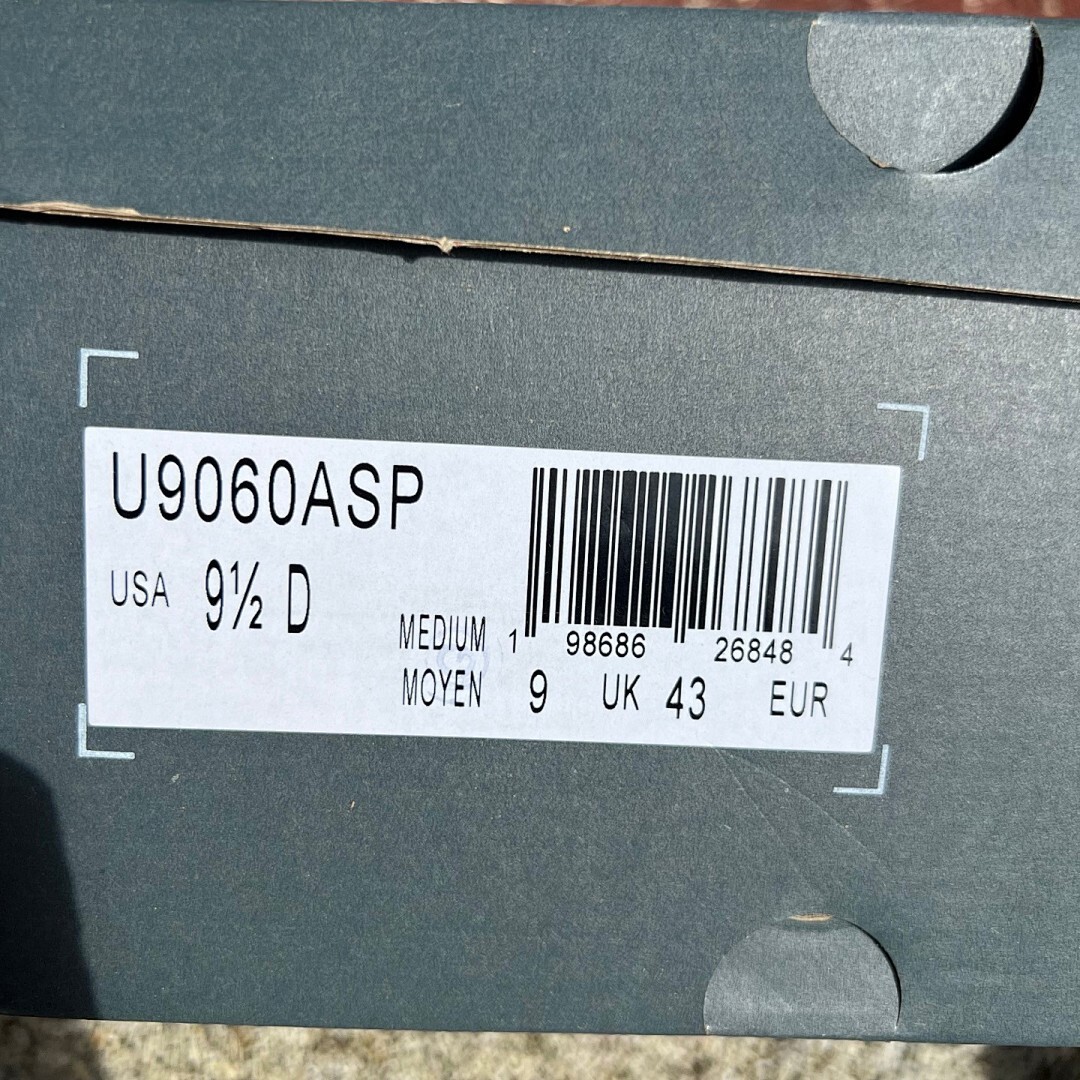 U9060ASP
USA 9½ D
MEDIUM
MOYEN
1 98686 26848 4
9 UK 43 EUR